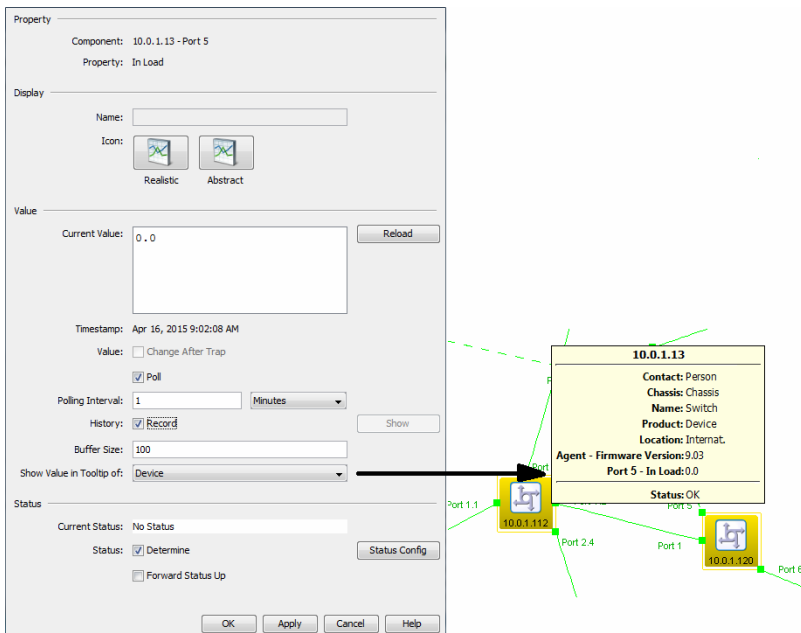 Property
Component: 10.0.1.13 - Port 5
Property: In Load
Display
Name:
Icon:
Realistic Abstract
Value
Current Value: 0.0 Reload
Timestamp: Apr 16, 2015 9:02:08 AM
Value: Change After Trap
Poll
Polling Interval: 1 Minutes
History: Record Show
Buffer Size: 100
Show Value in Tooltip of: Device
Status
Current Status: No Status
Status: Determine Status Config
Forward Status Up
OK Apply Cancel Help
10.0.1.13
Contact: Person
Chassis: Chassis
Name: Switch
Product: Device
Location: Internat.
Agent - Firmware Version: 9.03
Port 5 - In Load: 0.0
Status: OK
Port
Port 1.1
10.0.1.112
Port 2.4
Port 5
Port 1
10.0.1.120
Port 6